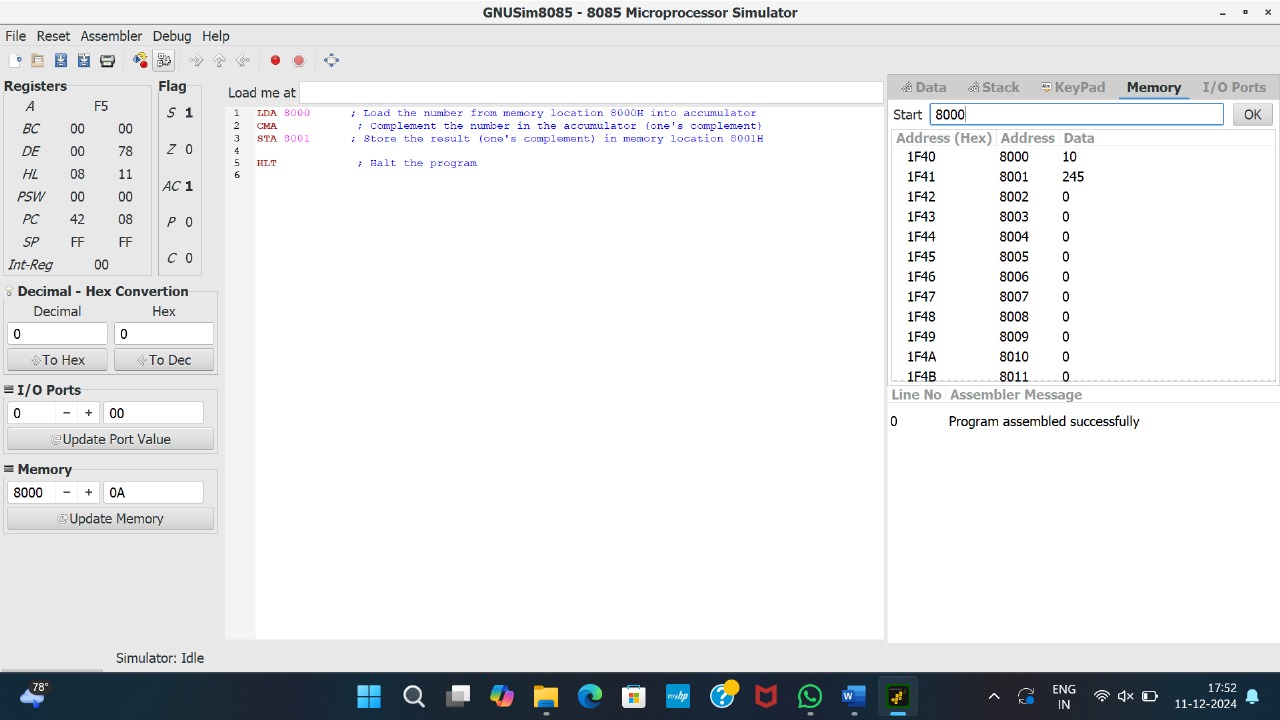 GNUSim8085 - 8085 Microprocessor Simulator
File Reset Assembler Debug Help
Registers
A F5
BC 00 00
DE 00 78
HL 08 11
PSW 00 00
PC 42 08
SP FF FF
Int-Reg 00
Flag
S 1
Z 0
AC 1
P 0
C 0
Decimal - Hex Convertion
Decimal Hex
0 0
To Hex To Dec
I/O Ports
0 - + 00
Update Port Value
Memory
8000 - + 0A
Update Memory
Load me at
1 LDA 8000 ; Load the number from memory location 8000H into accumulator
2 CMA ; Complement the number in the accumulator (one's complement)
3 STA 8001 ; Store the result (one's complement) in memory location 8001H
4
5 HLT ; Halt the program
6
Data Stack KeyPad Memory I/O Ports
Start 8000 OK
Address (Hex) Address Data
1F40 8000 10
1F41 8001 245
1F42 8002 0
1F43 8003 0
1F44 8004 0
1F45 8005 0
1F46 8006 0
1F47 8007 0
1F48 8008 0
1F49 8009 0
1F4A 8010 0
1F4B 8011 0
Line No Assembler Message
0 Program assembled successfully
Simulator: Idle
78°
myhp
W
ENG
IN
17:52
11-12-2024